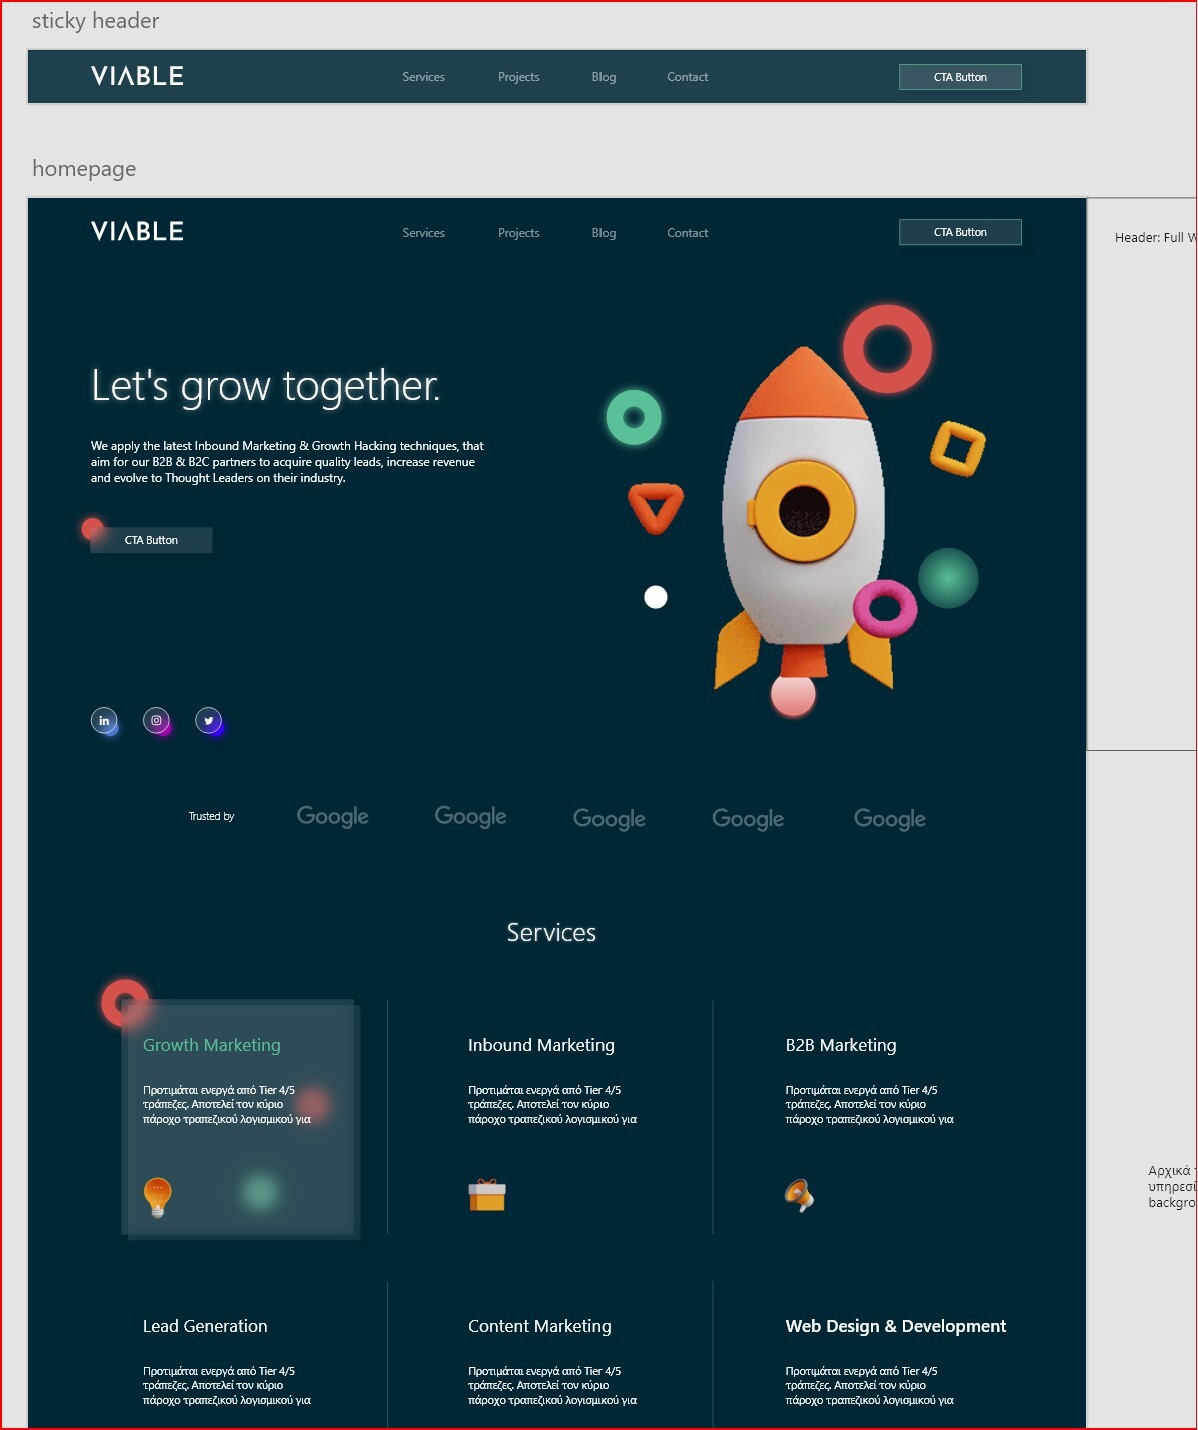 sticky header
VIABLE
Services Projects Blog Contact CTA Button
homepage
VIABLE
Services Projects Blog Contact CTA Button
Header: Full
Let's grow together.
We apply the latest Inbound Marketing & Growth Hacking techniques, that
aim for our B2B & B2C partners to acquire quality leads, increase revenue
and evolve to Thought Leaders on their industry.
CTA Button
in
Trusted by Google Google Google Google Google
Services
Growth Marketing
Προτιμάται ενεργά από Tier 4/5
τράπεζες. Αποτελεί τον κύριο
πάροχο τραπεζικού λογισμικού για
Inbound Marketing
Προτιμάται ενεργά από Tier 4/5
τράπεζες. Αποτελεί τον κύριο
πάροχο τραπεζικού λογισμικού για
B2B Marketing
Προτιμάται ενεργά από Tier 4/5
τράπεζες. Αποτελεί τον κύριο
πάροχο τραπεζικού λογισμικού για
Αρχικά
υπηρεσί
backgro
Lead Generation
Προτιμάται ενεργά από Tier 4/5
τράπεζες. Αποτελεί τον κύριο
πάροχο τραπεζικού λογισμικού για
Content Marketing
Προτιμάται ενεργά από Tier 4/5
τράπεζες. Αποτελεί τον κύριο
πάροχο τραπεζικού λογισμικού για
Web Design & Development
Προτιμάται ενεργά από Tier 4/5
τράπεζες. Αποτελεί τον κύριο
πάροχο τραπεζικού λογισμικού για